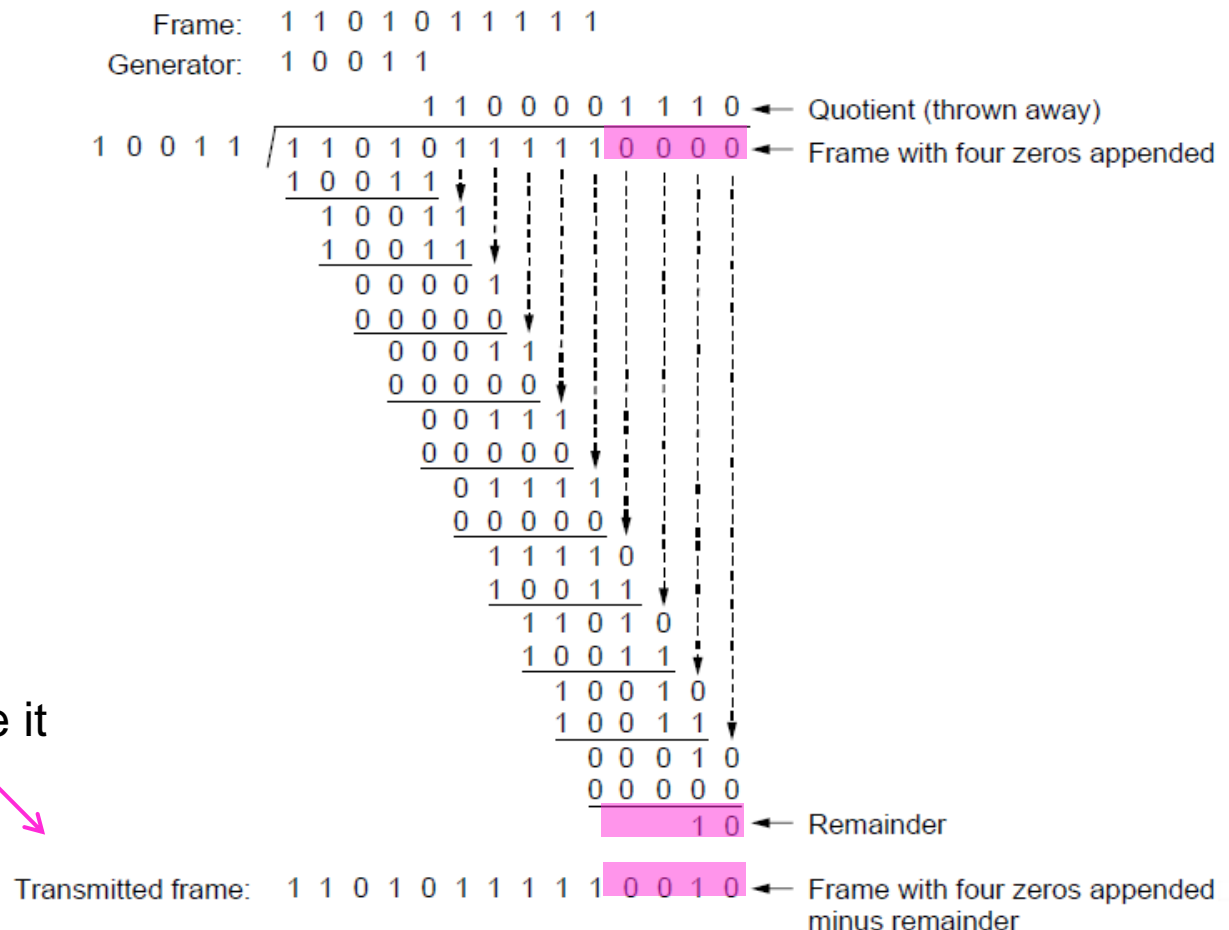 Frame: 1 1 0 1 0 1 1 1 1 1
Generator: 1 0 0 1 1
1 1 0 0 0 0 1 1 1 0 Quotient (thrown away)
1 0 0 1 1 1 1 0 1 0 1 1 1 1 1 0 0 0 0 Frame with four zeros appended
1 0 0 1 1
1 0 0 1 1
1 0 0 1 1
0 0 0 0 1
0 0 0 0 0
0 0 0 1 1
0 0 0 0 0
0 0 1 1 1
0 0 0 0 0
0 1 1 1 1
0 0 0 0 0
1 1 1 1 0
1 0 0 1 1
1 1 0 1 0
1 0 0 1 1
1 0 0 1 0
1 0 0 1 1
e it
0 0 0 1 0
0 0 0 0 0
1 0 Remainder
Transmitted frame: 1 1 0 1 0 1 1 1 1 1 0 0 1 0 Frame with four zeros appended
minus remainder